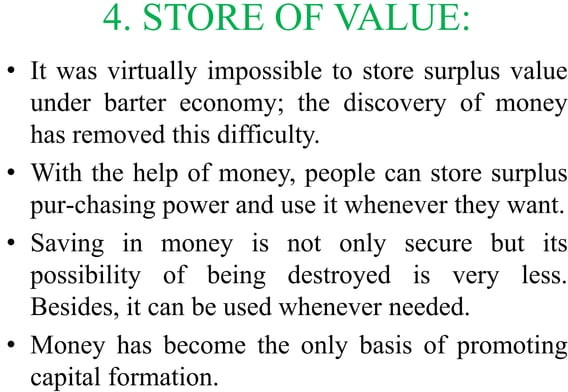 4. STORE OF VALUE:
• It was virtually impossible to store surplus value
under barter economy; the discovery of money
has removed this difficulty.
• With the help of money, people can store surplus
pur-chasing power and use it whenever they want.
• Saving in money is not only secure but its
possibility of being destroyed is very less.
Besides, it can be used whenever needed.
• Money has become the only basis of promoting
capital formation.